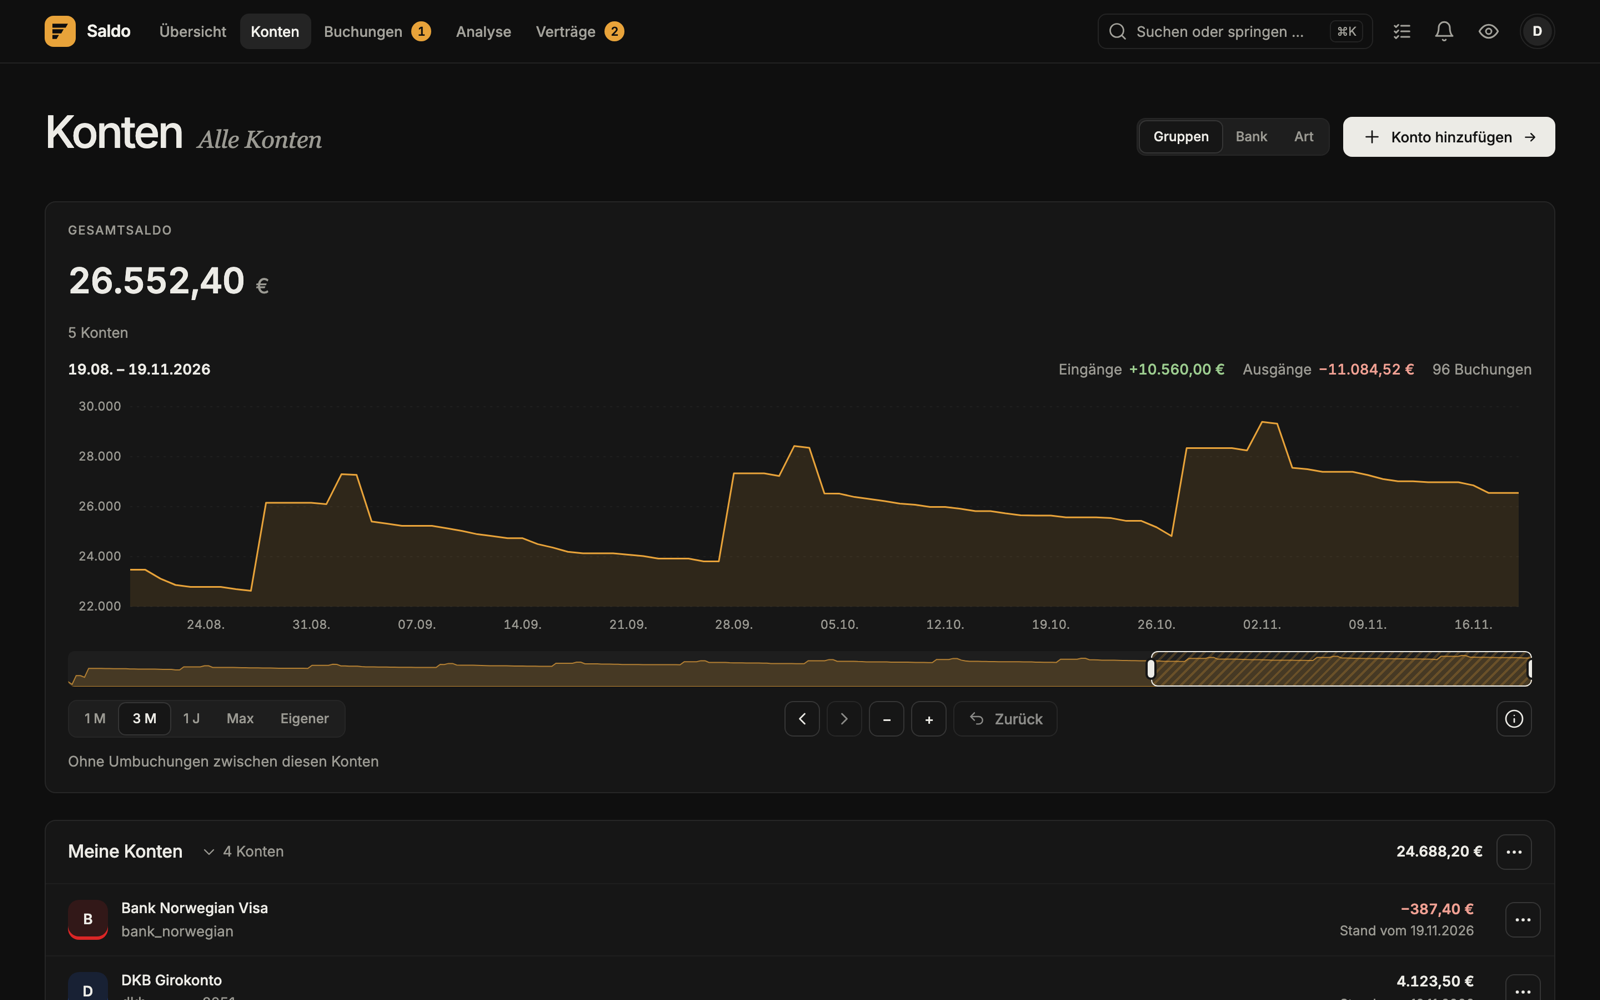 Saldo Übersicht Konten Buchungen 1 Analyse Verträge 2 Suchen oder springen ... ⌘K D
Konten Alle Konten Gruppen Bank Art + Konto hinzufügen →
GESAMTSALDO
26.552,40 €
5 Konten
19.08. – 19.11.2026 Eingänge +10.560,00 € Ausgänge −11.084,52 € 96 Buchungen
30.000
28.000
26.000
24.000
22.000
24.08. 31.08. 07.09. 14.09. 21.09. 28.09. 05.10. 12.10. 19.10. 26.10. 02.11. 09.11. 16.11.
1 M 3 M 1 J Max Eigener − + Zurück
Ohne Umbuchungen zwischen diesen Konten
Meine Konten 4 Konten 24.688,20 €
B Bank Norwegian Visa −387,40 €
bank_norwegian Stand vom 19.11.2026
D DKB Girokonto 4.123,50 €